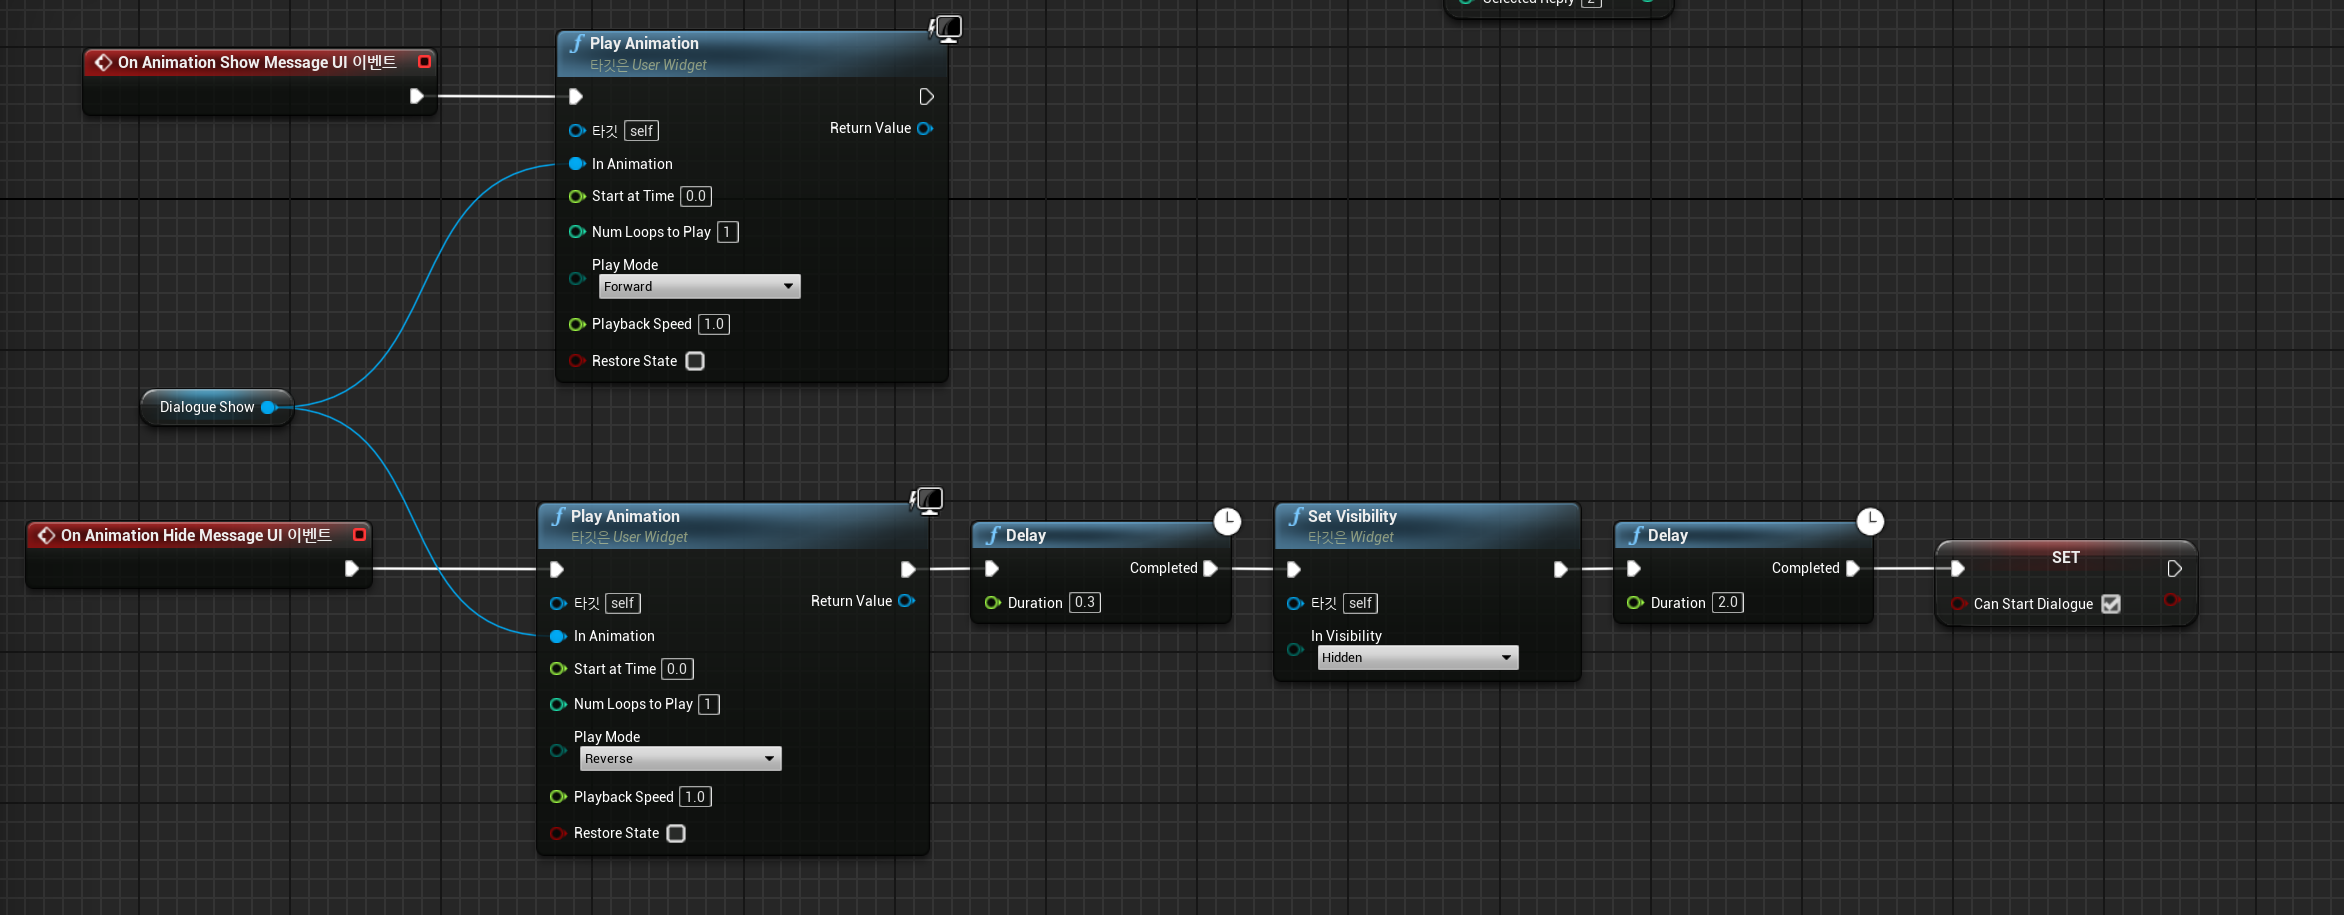 Selected Reply 2
On Animation Show Message UI 이벤트
Play Animation
타깃은 User Widget
타깃 self
Return Value
In Animation
Start at Time 0.0
Num Loops to Play 1
Play Mode
Forward
Playback Speed 1.0
Restore State
Dialogue Show
On Animation Hide Message UI 이벤트
Play Animation
타깃은 User Widget
타깃 self
Return Value
In Animation
Start at Time 0.0
Num Loops to Play 1
Play Mode
Reverse
Playback Speed 1.0
Restore State
Delay
Completed
Duration 0.3
Set Visibility
타깃은 Widget
타깃 self
In Visibility
Hidden
Delay
Completed
Duration 2.0
SET
Can Start Dialogue